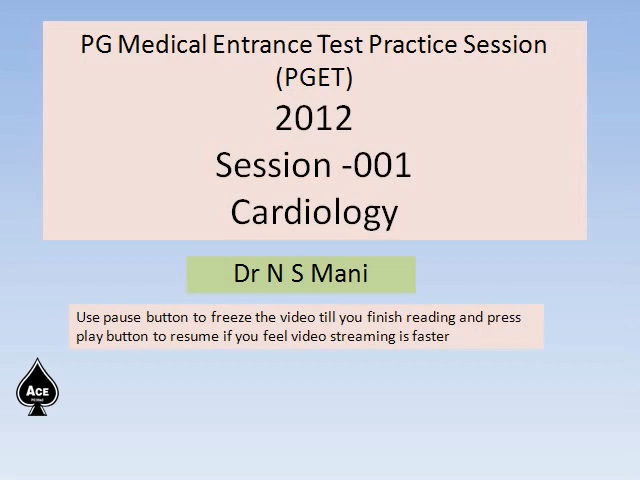 PG Medical Entrance Test Practice Session
(PGET)
2012
Session -001
Cardiology
Dr N S Mani
Use pause button to freeze the video till you finish reading and press
play button to resume if you feel video streaming is faster
ACE